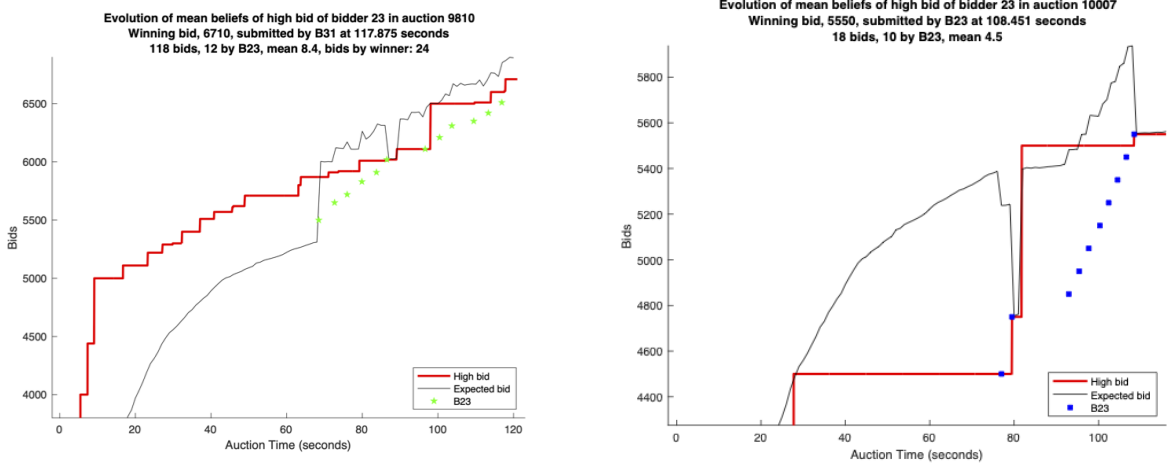 Evolution of mean beliefs of high bid of bidder 23 in auction 9810
Winning bid, 6710, submitted by B31 at 117.875 seconds
118 bids, 12 by B23, mean 8.4, bids by winner: 24
6500
6000
5500
5000
4500
4000
Bids
0 20 40 60 80 100 120
Auction Time (seconds)
High bid
Expected bid
B23
Evolution of mean beliefs of high bid of bidder 23 in auction 10007
Winning bid, 5550, submitted by B23 at 108.451 seconds
18 bids, 10 by B23, mean 4.5
5800
5600
5400
5200
5000
4800
4600
4400
Bids
0 20 40 60 80 100
Auction Time (seconds)
High bid
Expected bid
B23